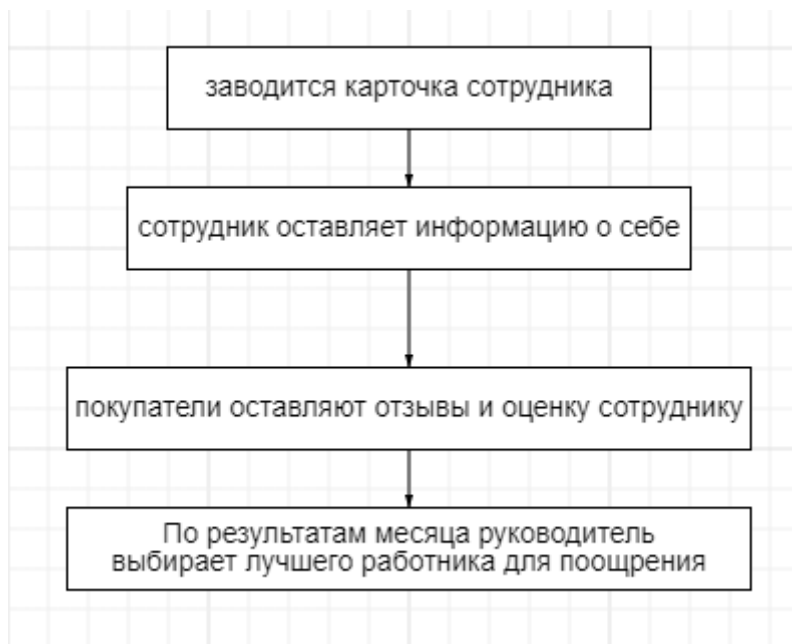 заводится карточка сотрудника
сотрудник оставляет информацию о себе
покупатели оставляют отзывы и оценку сотруднику
По результатам месяца руководитель
выбирает лучшего работника для поощрения